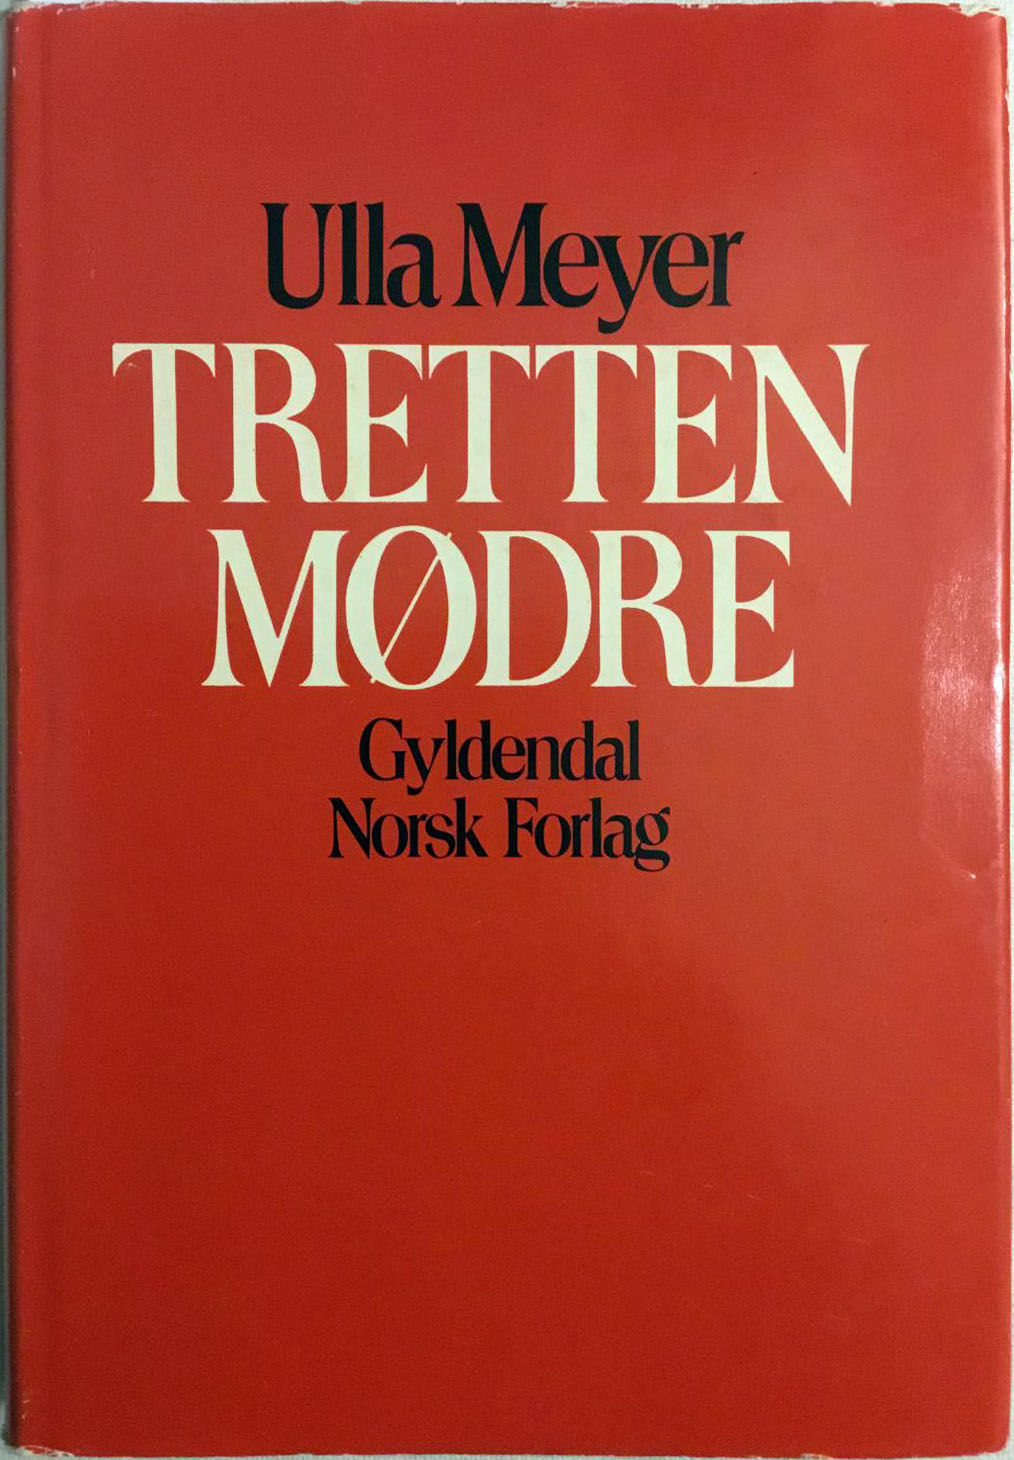 Ulla Meyer
TRETTEN
MØDRE
Gyldendal
Norsk Forlag